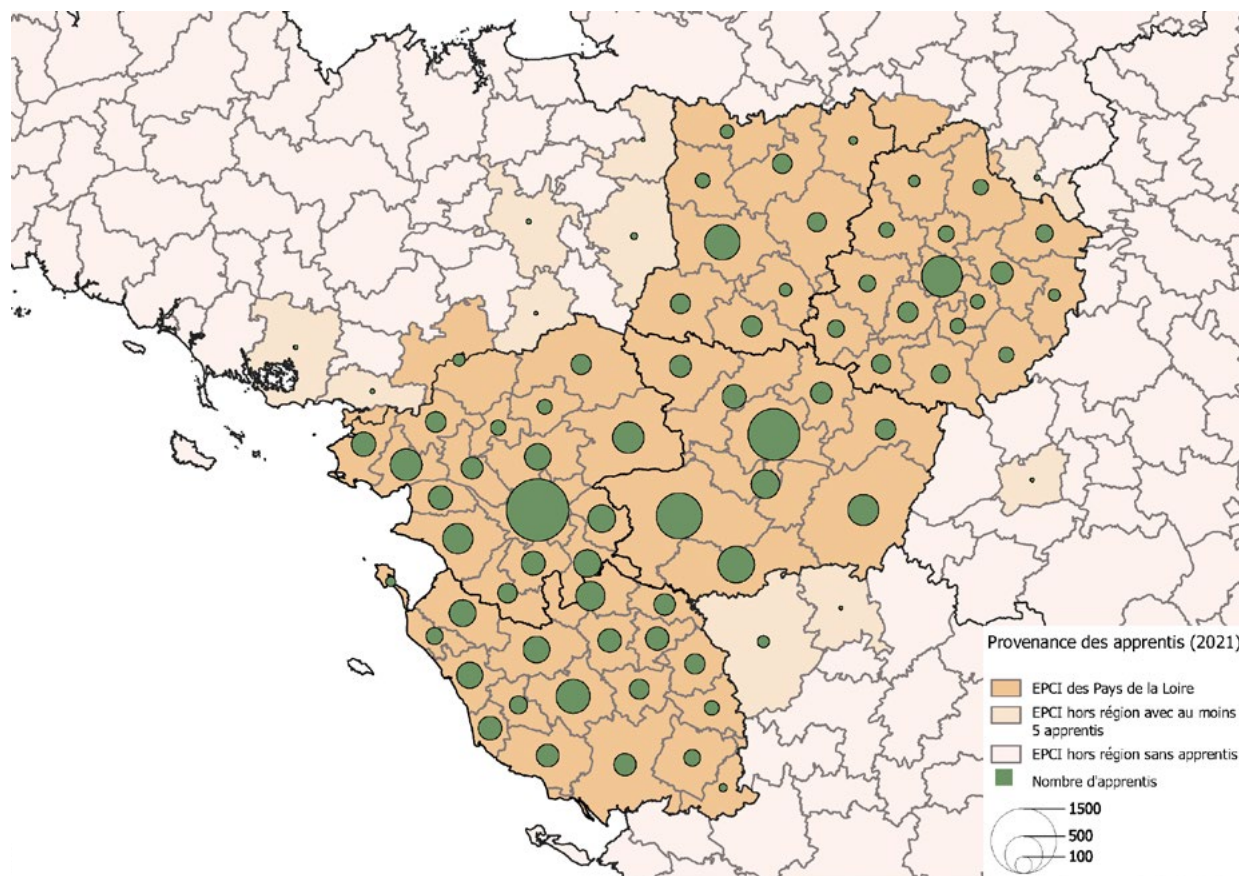 Provenance des apprentis (2021)
EPCI des Pays de la Loire
EPCI hors région avec au moins
5 apprentis
EPCI hors région sans apprentis
Nombre d'apprentis
1500
500
100